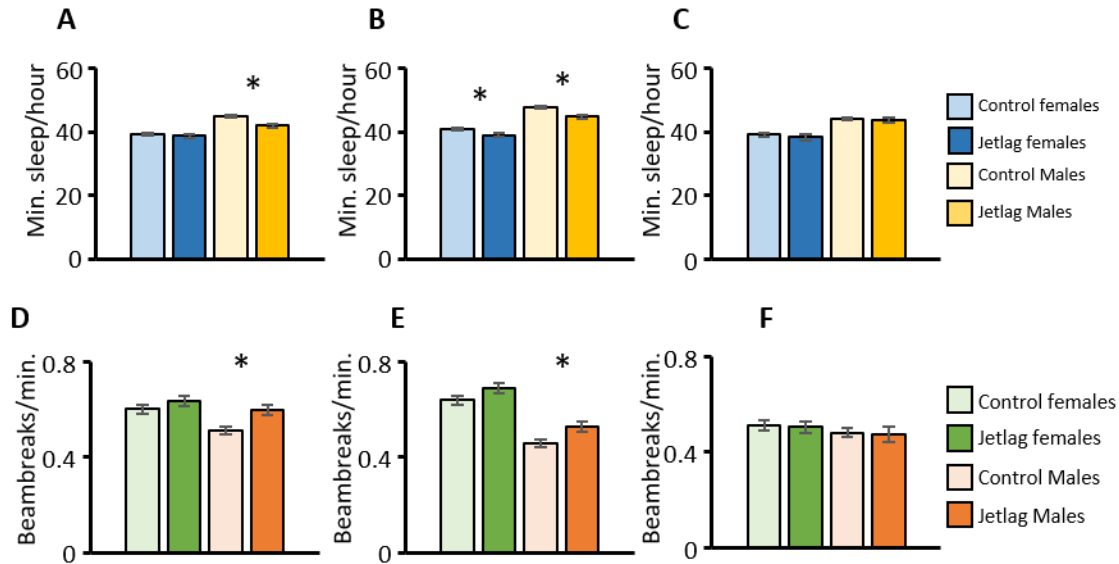 A
B
C
Min. sleep/hour
60
40
20
0
*
Min. sleep/hour
60
40
20
0
*
*
Min. sleep/hour
60
40
20
0
Control females
Jetlag females
Control Males
Jetlag Males
D
E
F
Beambreaks/min.
0.8
0.4
0
*
Beambreaks/min.
0.8
0.4
0
*
Beambreaks/min.
0.8
0.4
0
Control females
Jetlag females
Control Males
Jetlag Males